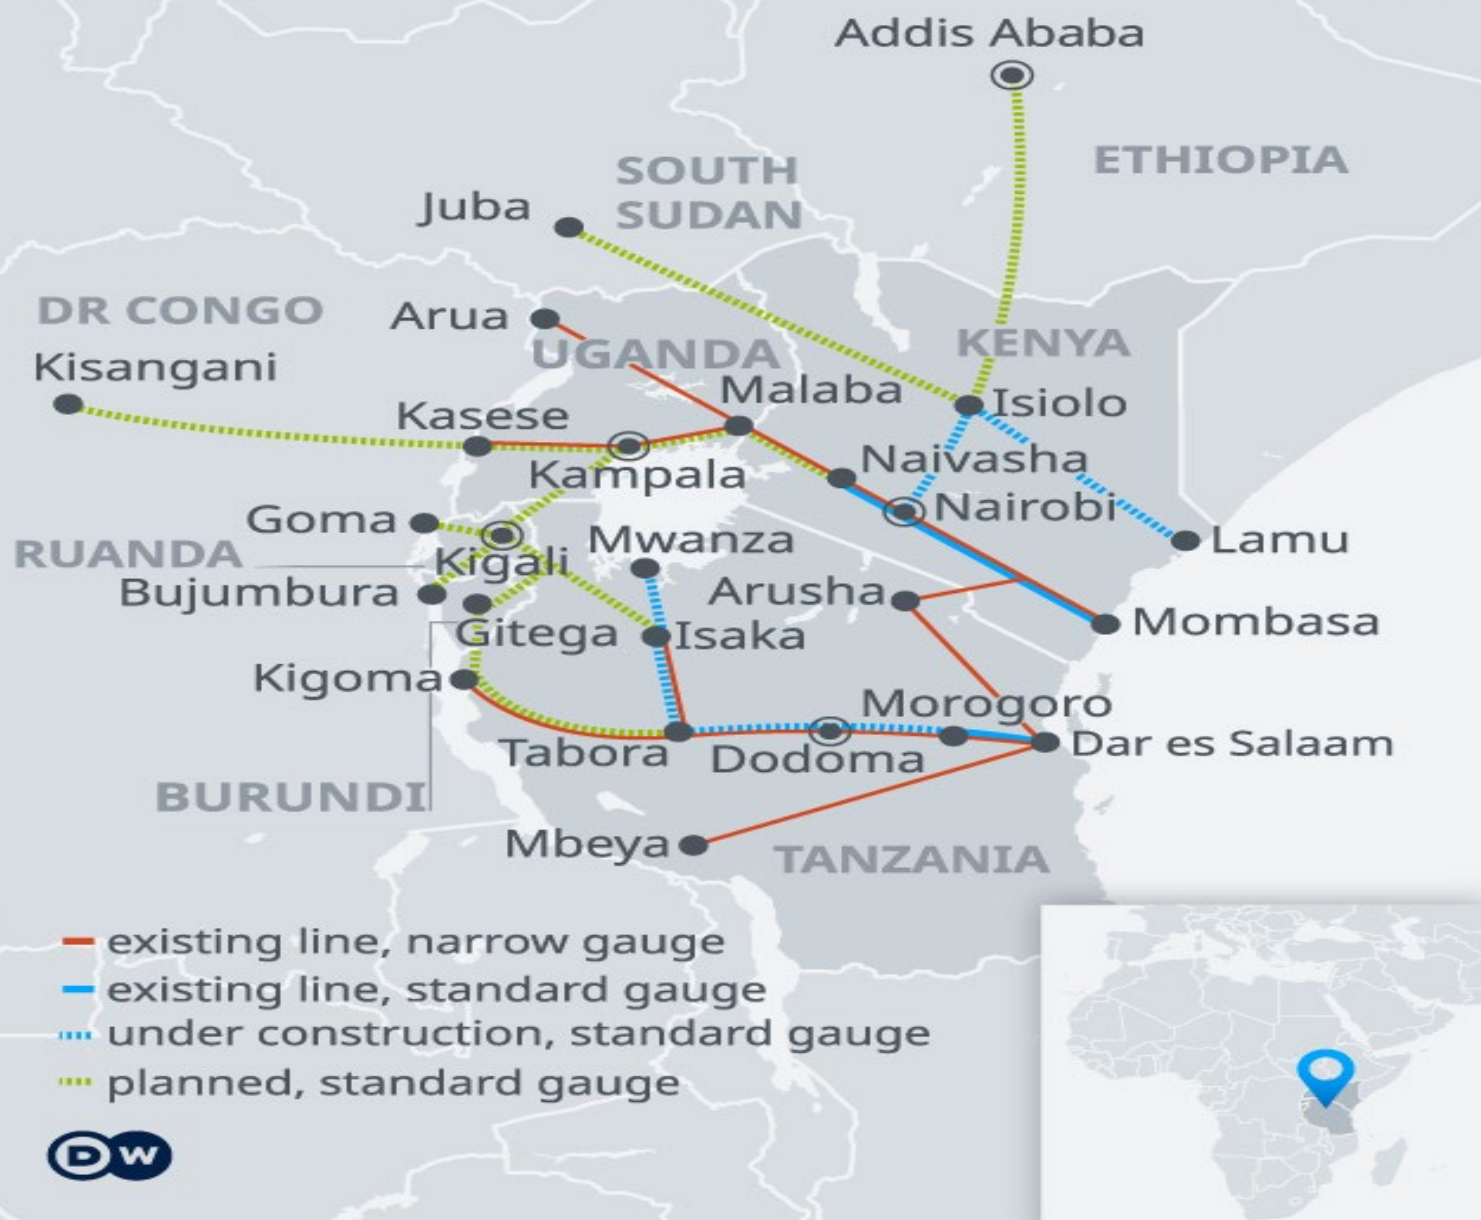 Addis Ababa
ETHIOPIA
SOUTH
SUDAN
Juba
DR CONGO
Arua
UGANDA
KENYA
Kisangani
Malaba
Isiolo
Kasese
Naivasha
Kampala
Nairobi
Goma
Mwanza
Lamu
RUANDA
Kigali
Bujumbura
Arusha
Mombasa
Gitega
Isaka
Kigoma
Morogoro
Tabora
Dodoma
Dar es Salaam
BURUNDI
Mbeya
TANZANIA
existing line, narrow gauge
existing line, standard gauge
under construction, standard gauge
planned, standard gauge
DW